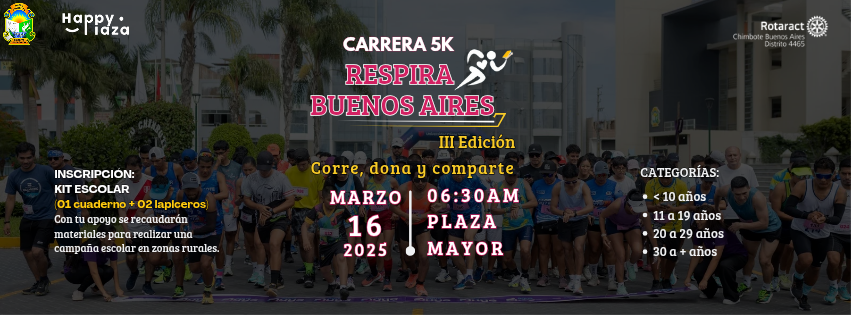 Happy
Plaza
Rotaract
Chimbote Buenos Aires
Distrito 4465
CARRERA 5K
RESPIRA
BUENOS AIRES
III Edición
Corre, dona y comparte
MARZO
16
2025
06:30AM
PLAZA
MAYOR
INSCRIPCIÓN:
KIT ESCOLAR
(01 cuaderno + 02 lapiceros)
Con tu apoyo se recaudarán
materiales para realizar una
campaña escolar en zonas rurales.
CATEGORÍAS:
• < 10 años
• 11 a 19 años
• 20 a 29 años
• 30 a + años